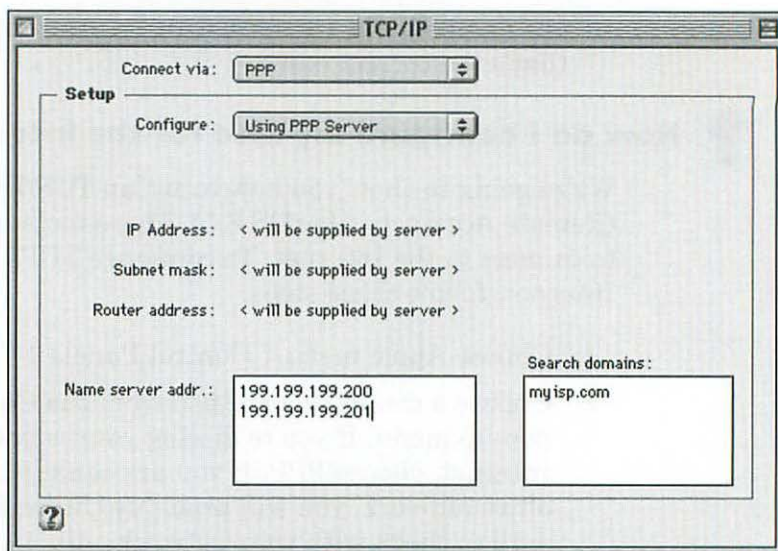 TCP/IP
Connect via: PPP
Setup
Configure: Using PPP Server
IP Address: < will be supplied by server >
Subnet mask: < will be supplied by server >
Router address: < will be supplied by server >
Search domains:
Name server addr.: 199.199.199.200
199.199.199.201
myisp.com
?